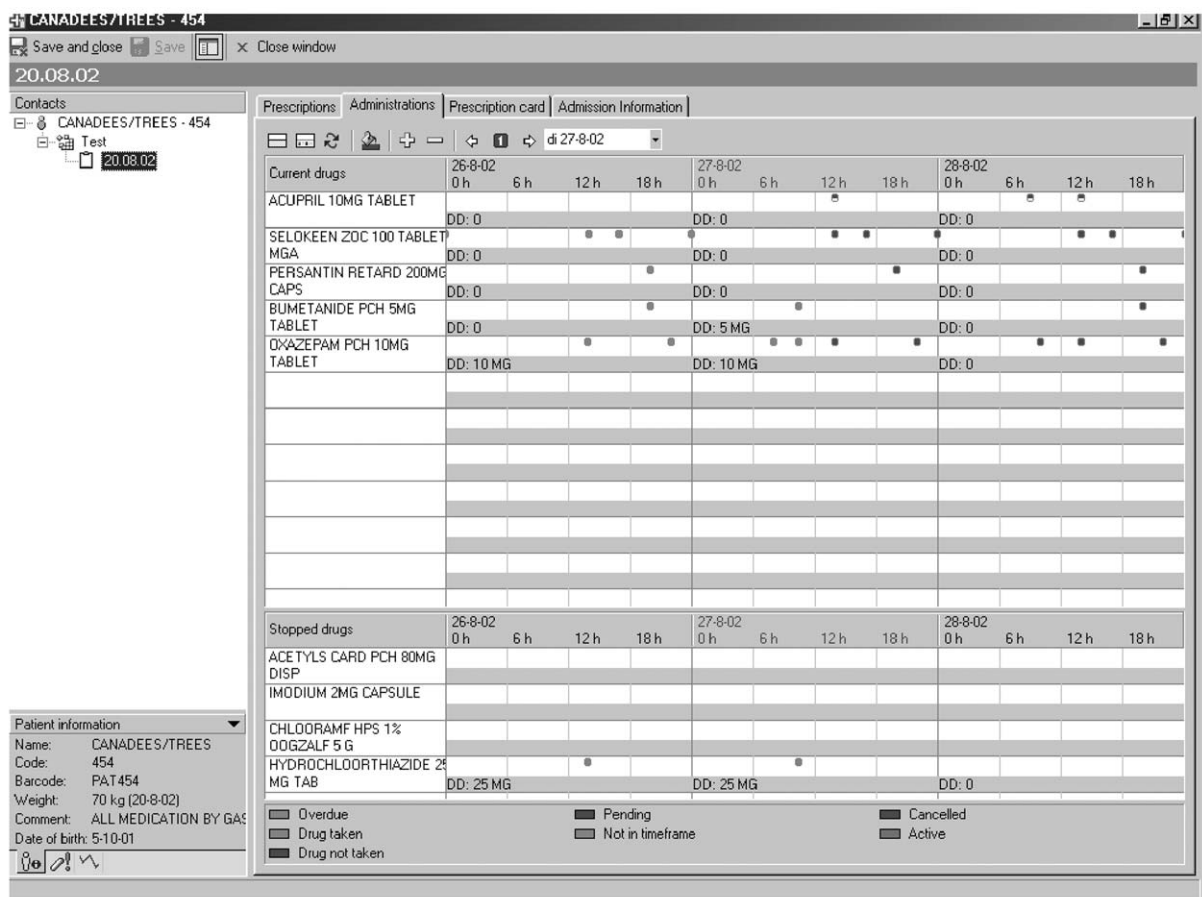 CANADEES/TREES - 454
Save and close Save Close window
20.08.02
Contacts
CANADEES/TREES - 454
Test
20.08.02
Prescriptions Administrations Prescription card Admission Information
1 di 27-8-02
Current drugs 26-8-02 27-8-02 28-8-02
0 h 6 h 12 h 18 h 0 h 6 h 12 h 18 h 0 h 6 h 12 h 18 h
ACUPRIL 10MG TABLET
DD: 0 DD: 0 DD: 0
SELOKEEN ZOC 100 TABLET
MGA DD: 0 DD: 0 DD: 0
PERSANTIN RETARD 200MG
CAPS DD: 0 DD: 0 DD: 0
BUMETANIDE PCH 5MG
TABLET DD: 0 DD: 5 MG DD: 0
OXAZEPAM PCH 10MG
TABLET DD: 10 MG DD: 10 MG DD: 0
Stopped drugs 26-8-02 27-8-02 28-8-02
0 h 6 h 12 h 18 h 0 h 6 h 12 h 18 h 0 h 6 h 12 h 18 h
ACETYLS CARD PCH 80MG
DISP
IMODIUM 2MG CAPSULE
CHLOORAMF HPS 1%
OOGZALF 5 G
HYDROCHLOORTHIAZIDE 25
MG TAB DD: 25 MG DD: 25 MG DD: 0
Overdue Pending Cancelled
Drug taken Not in timeframe Active
Drug not taken
Patient information
Name: CANADEES/TREES
Code: 454
Barcode: PAT454
Weight: 70 kg (20-8-02)
Comment: ALL MEDICATION BY GAS
Date of birth: 5-10-01